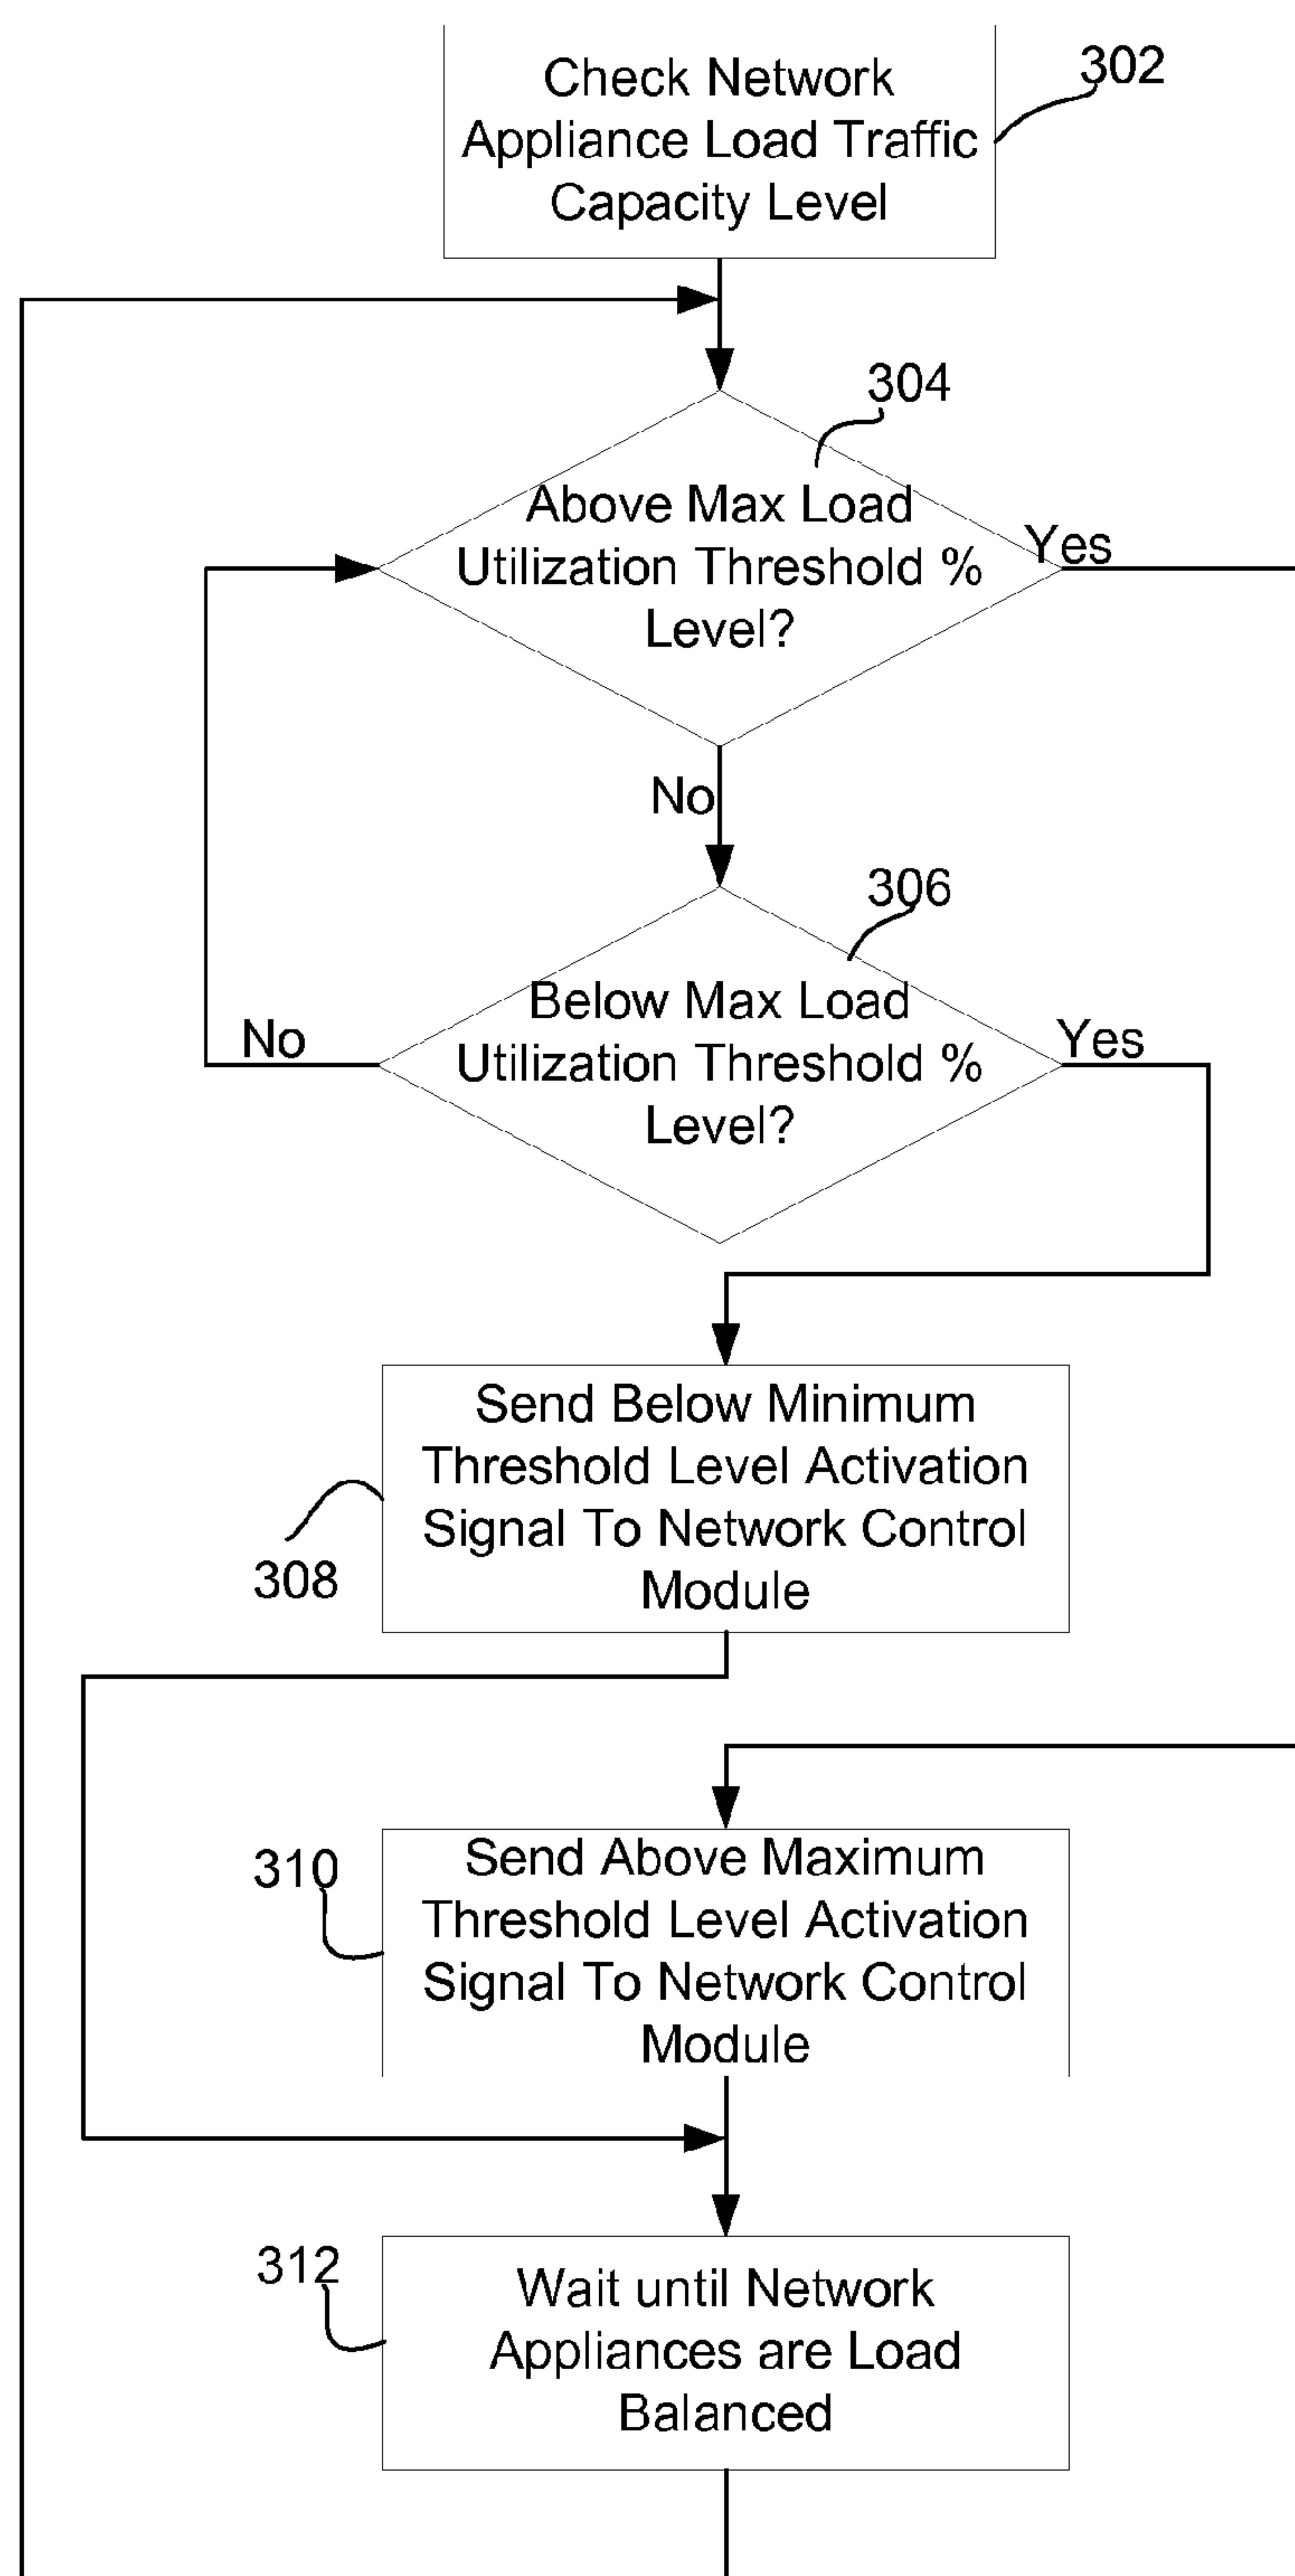 Check Network
Appliance Load Traffic
Capacity Level
302
304
Above Max Load
Utilization Threshold %
Level?
Yes
No
306
Below Max Load
Utilization Threshold %
Level?
No
Yes
Send Below Minimum
Threshold Level Activation
Signal To Network Control
Module
308
310
Send Above Maximum
Threshold Level Activation
Signal To Network Control
Module
312
Wait until Network
Appliances are Load
Balanced